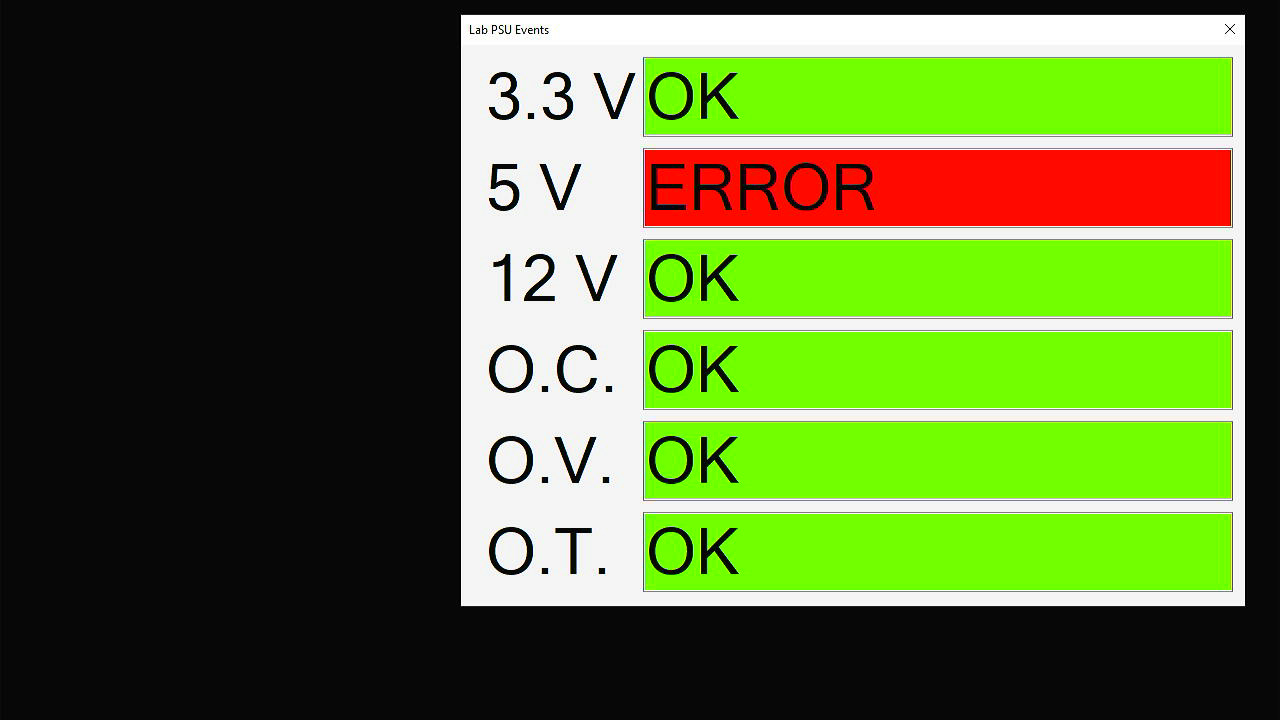 Lab PSU Events
3.3 V OK
5 V ERROR
12 V OK
O.C. OK
O.V. OK
O.T. OK